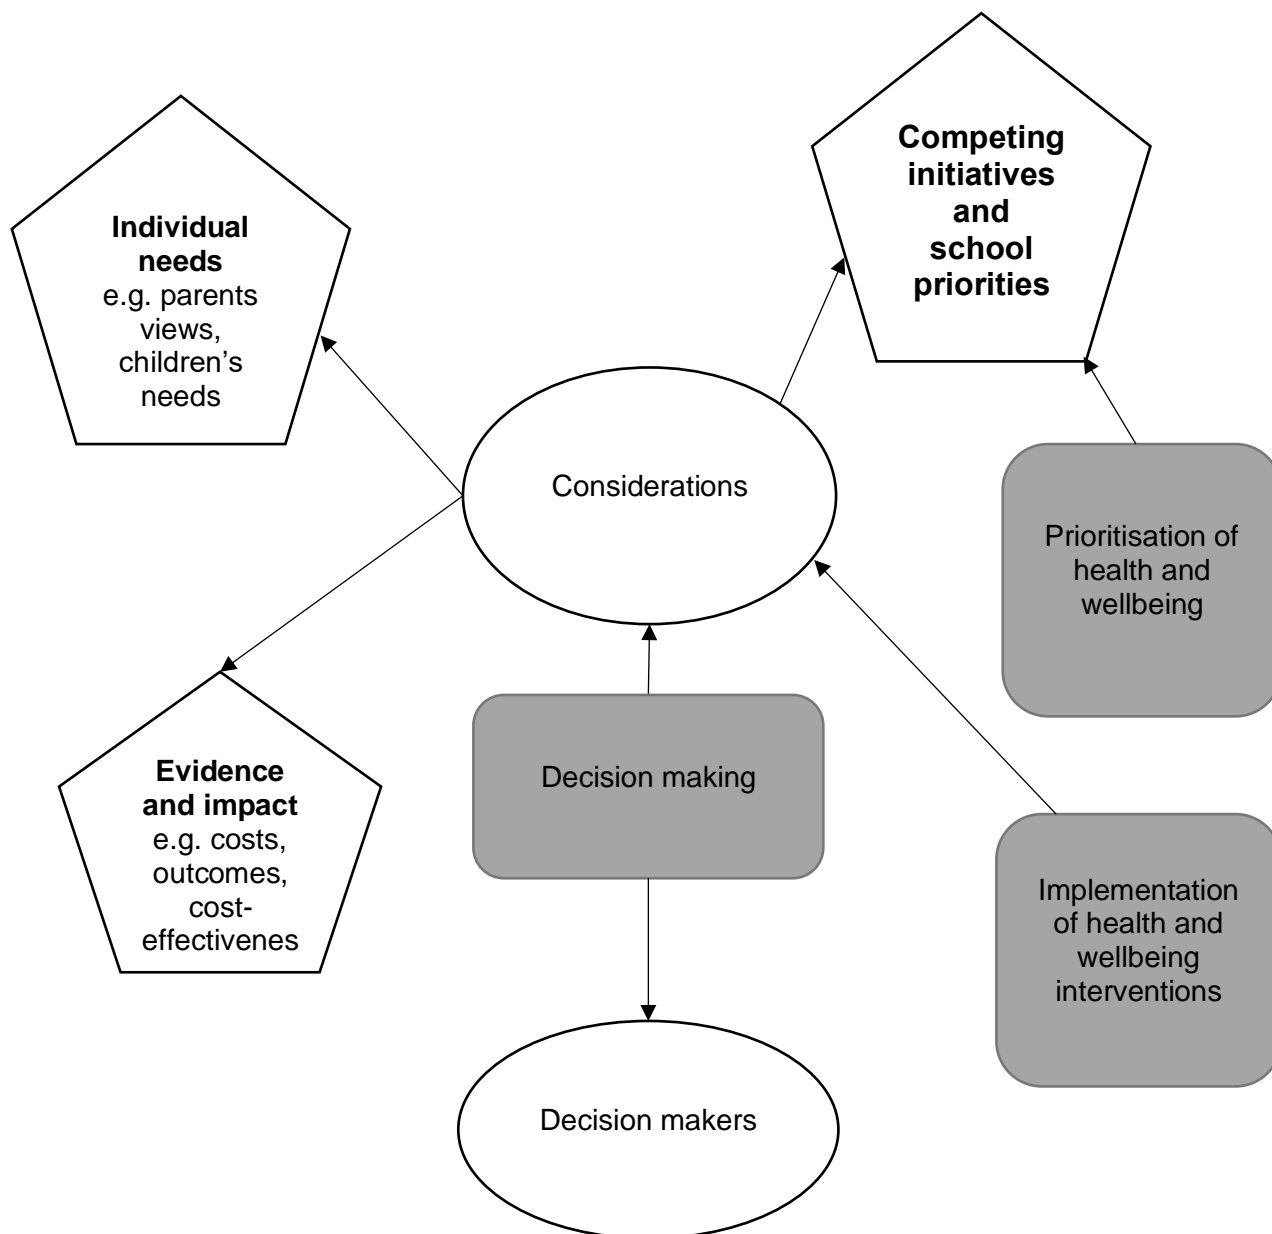 Competing
initiatives
and
school
priorities
Individual
needs
e.g. parents
views,
children’s
needs
Considerations
Prioritisation of
health and
wellbeing
Evidence
and impact
e.g. costs,
outcomes,
cost-
effectivenes
Decision making
Implementation
of health and
wellbeing
interventions
Decision makers